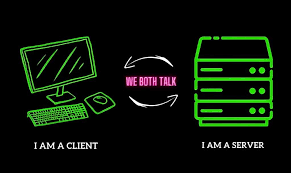 WE BOTH TALK
I AM A CLIENT
I AM A SERVER